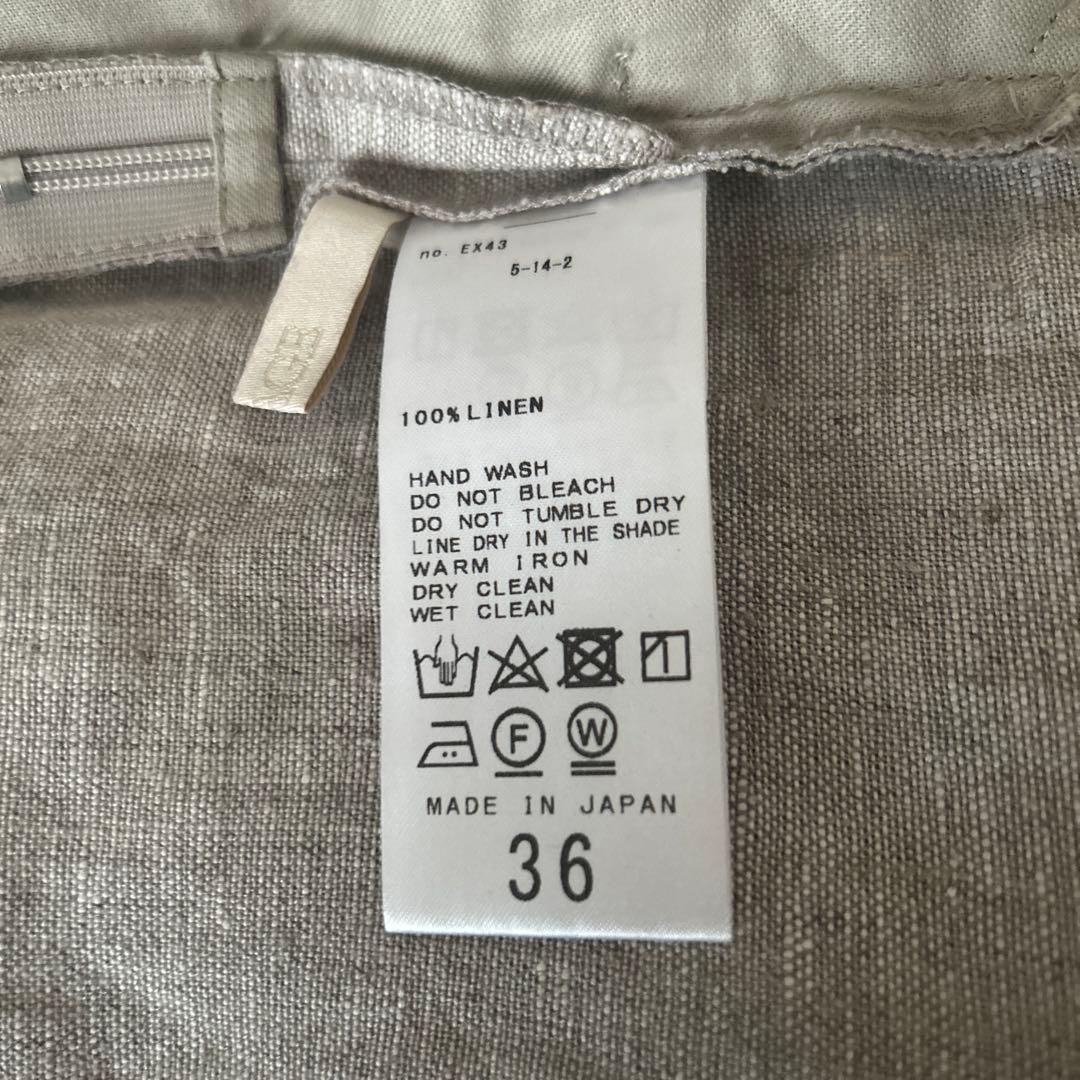 no. EX43
5-14-2
100% LINEN
HAND WASH
DO NOT BLEACH
DO NOT TUMBLE DRY
LINE DRY IN THE SHADE
WARM IRON
DRY CLEAN
WET CLEAN
F W
MADE IN JAPAN
36